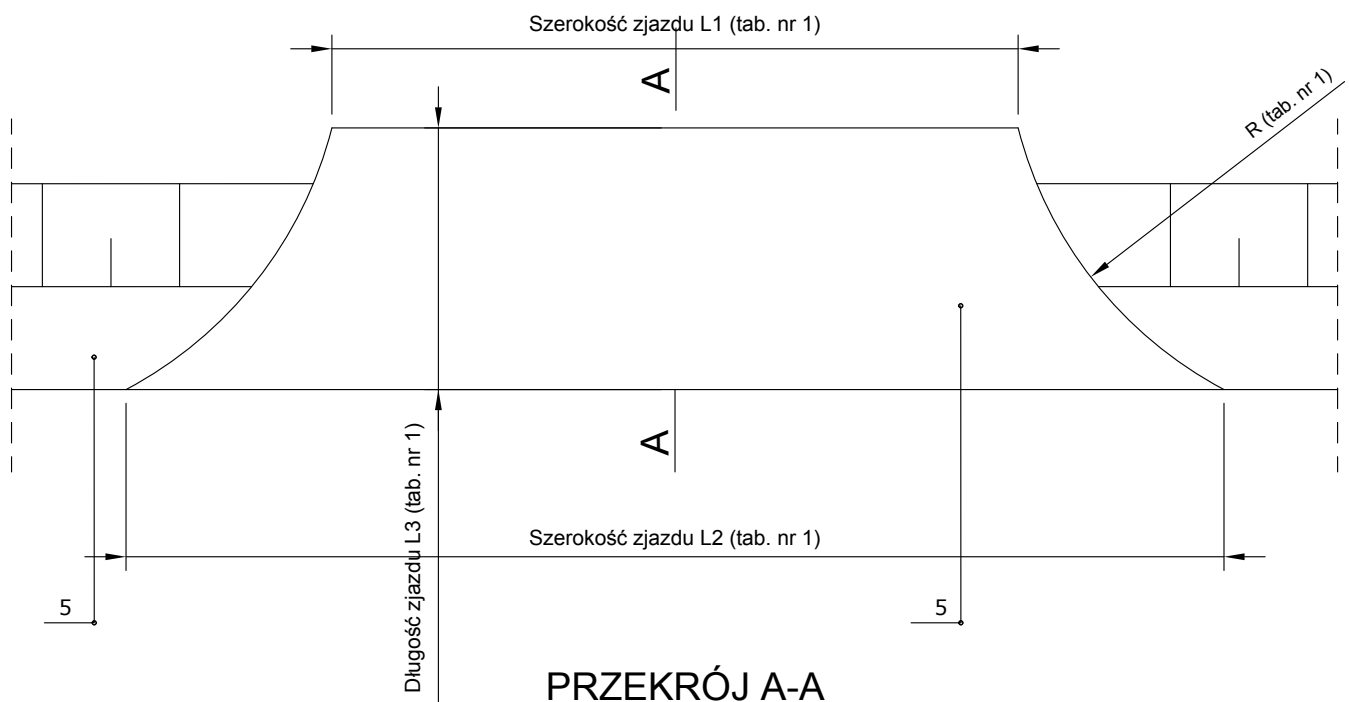 Szerokość zjazdu L1 (tab. nr 1)
A
R (tab. nr 1)
A
Długość zjazdu L3 (tab. nr 1)
Szerokość zjazdu L2 (tab. nr 1)
5
5
PRZEKRÓJ A-A